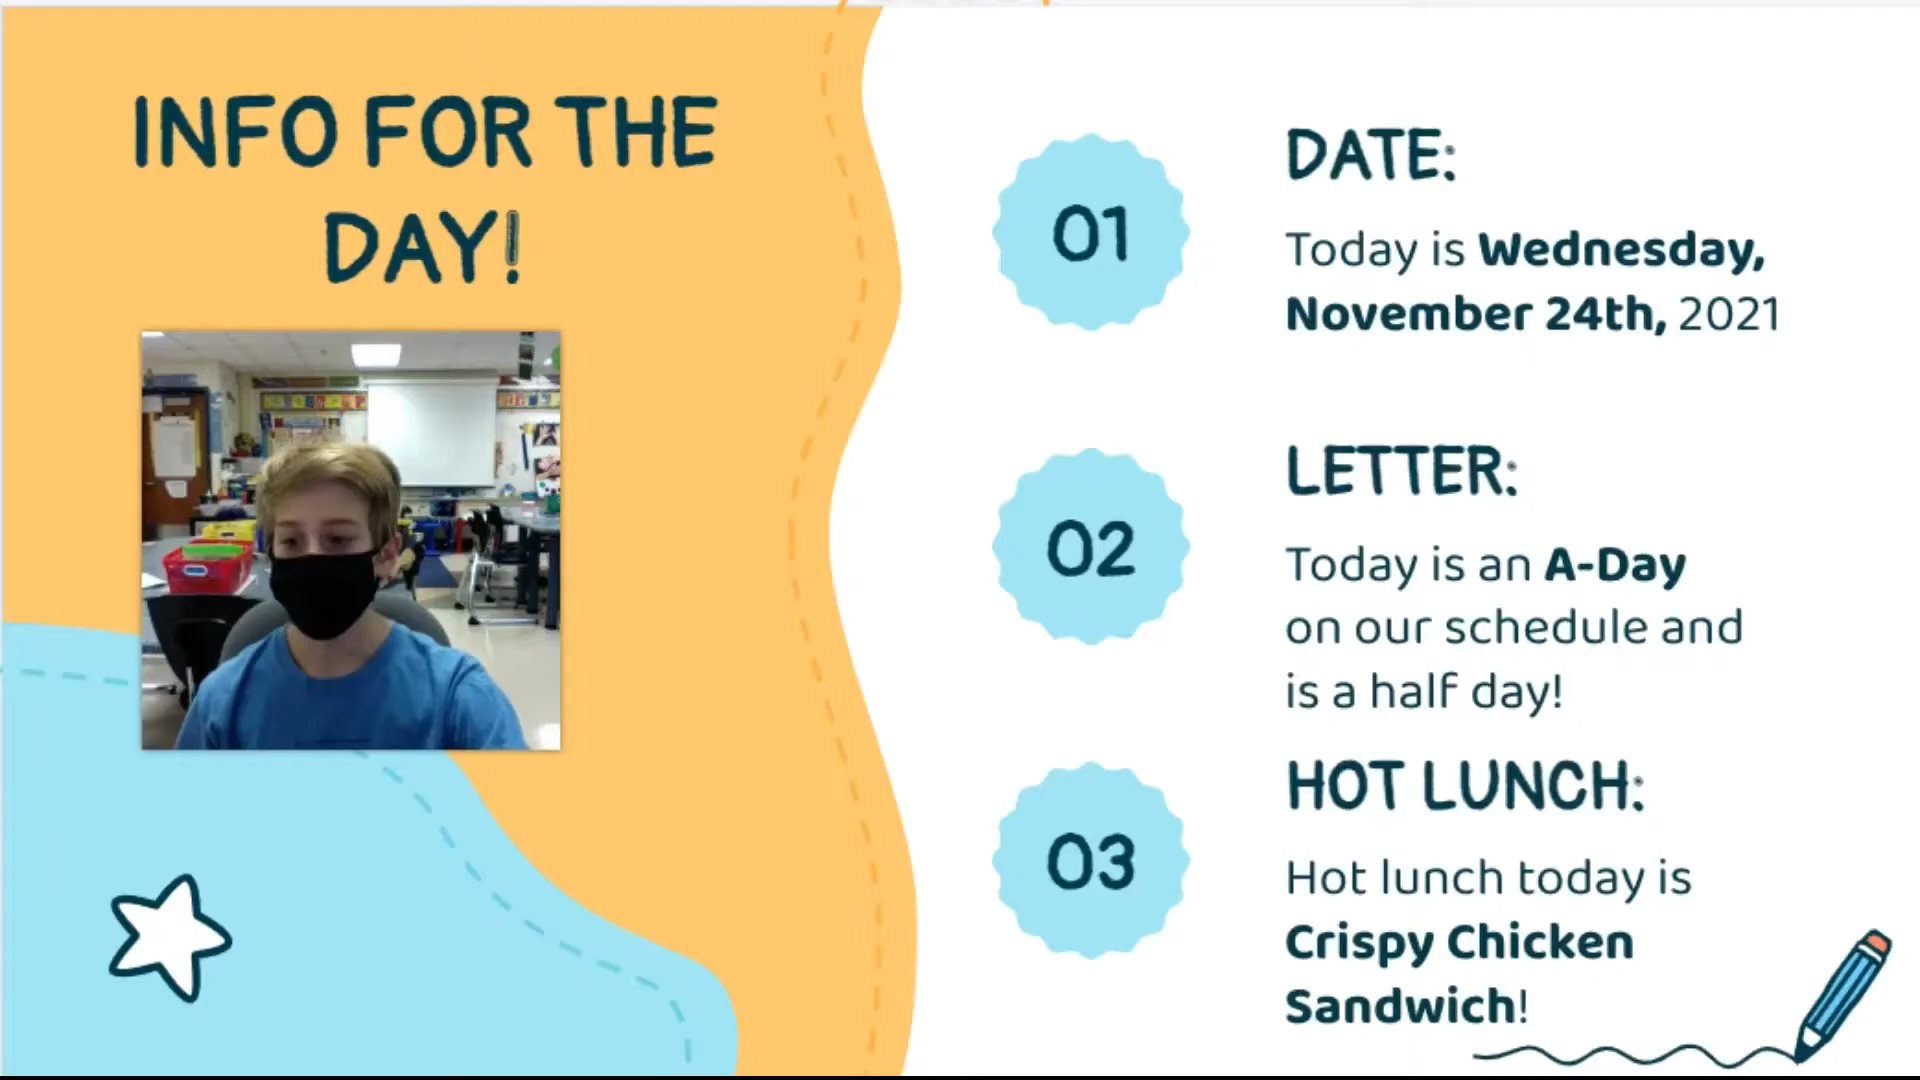 INFO FOR THE
DAY!
01
DATE:
Today is Wednesday,
November 24th, 2021
02
LETTER:
Today is an A-Day
on our schedule and
is a half day!
03
HOT LUNCH:
Hot lunch today is
Crispy Chicken
Sandwich!